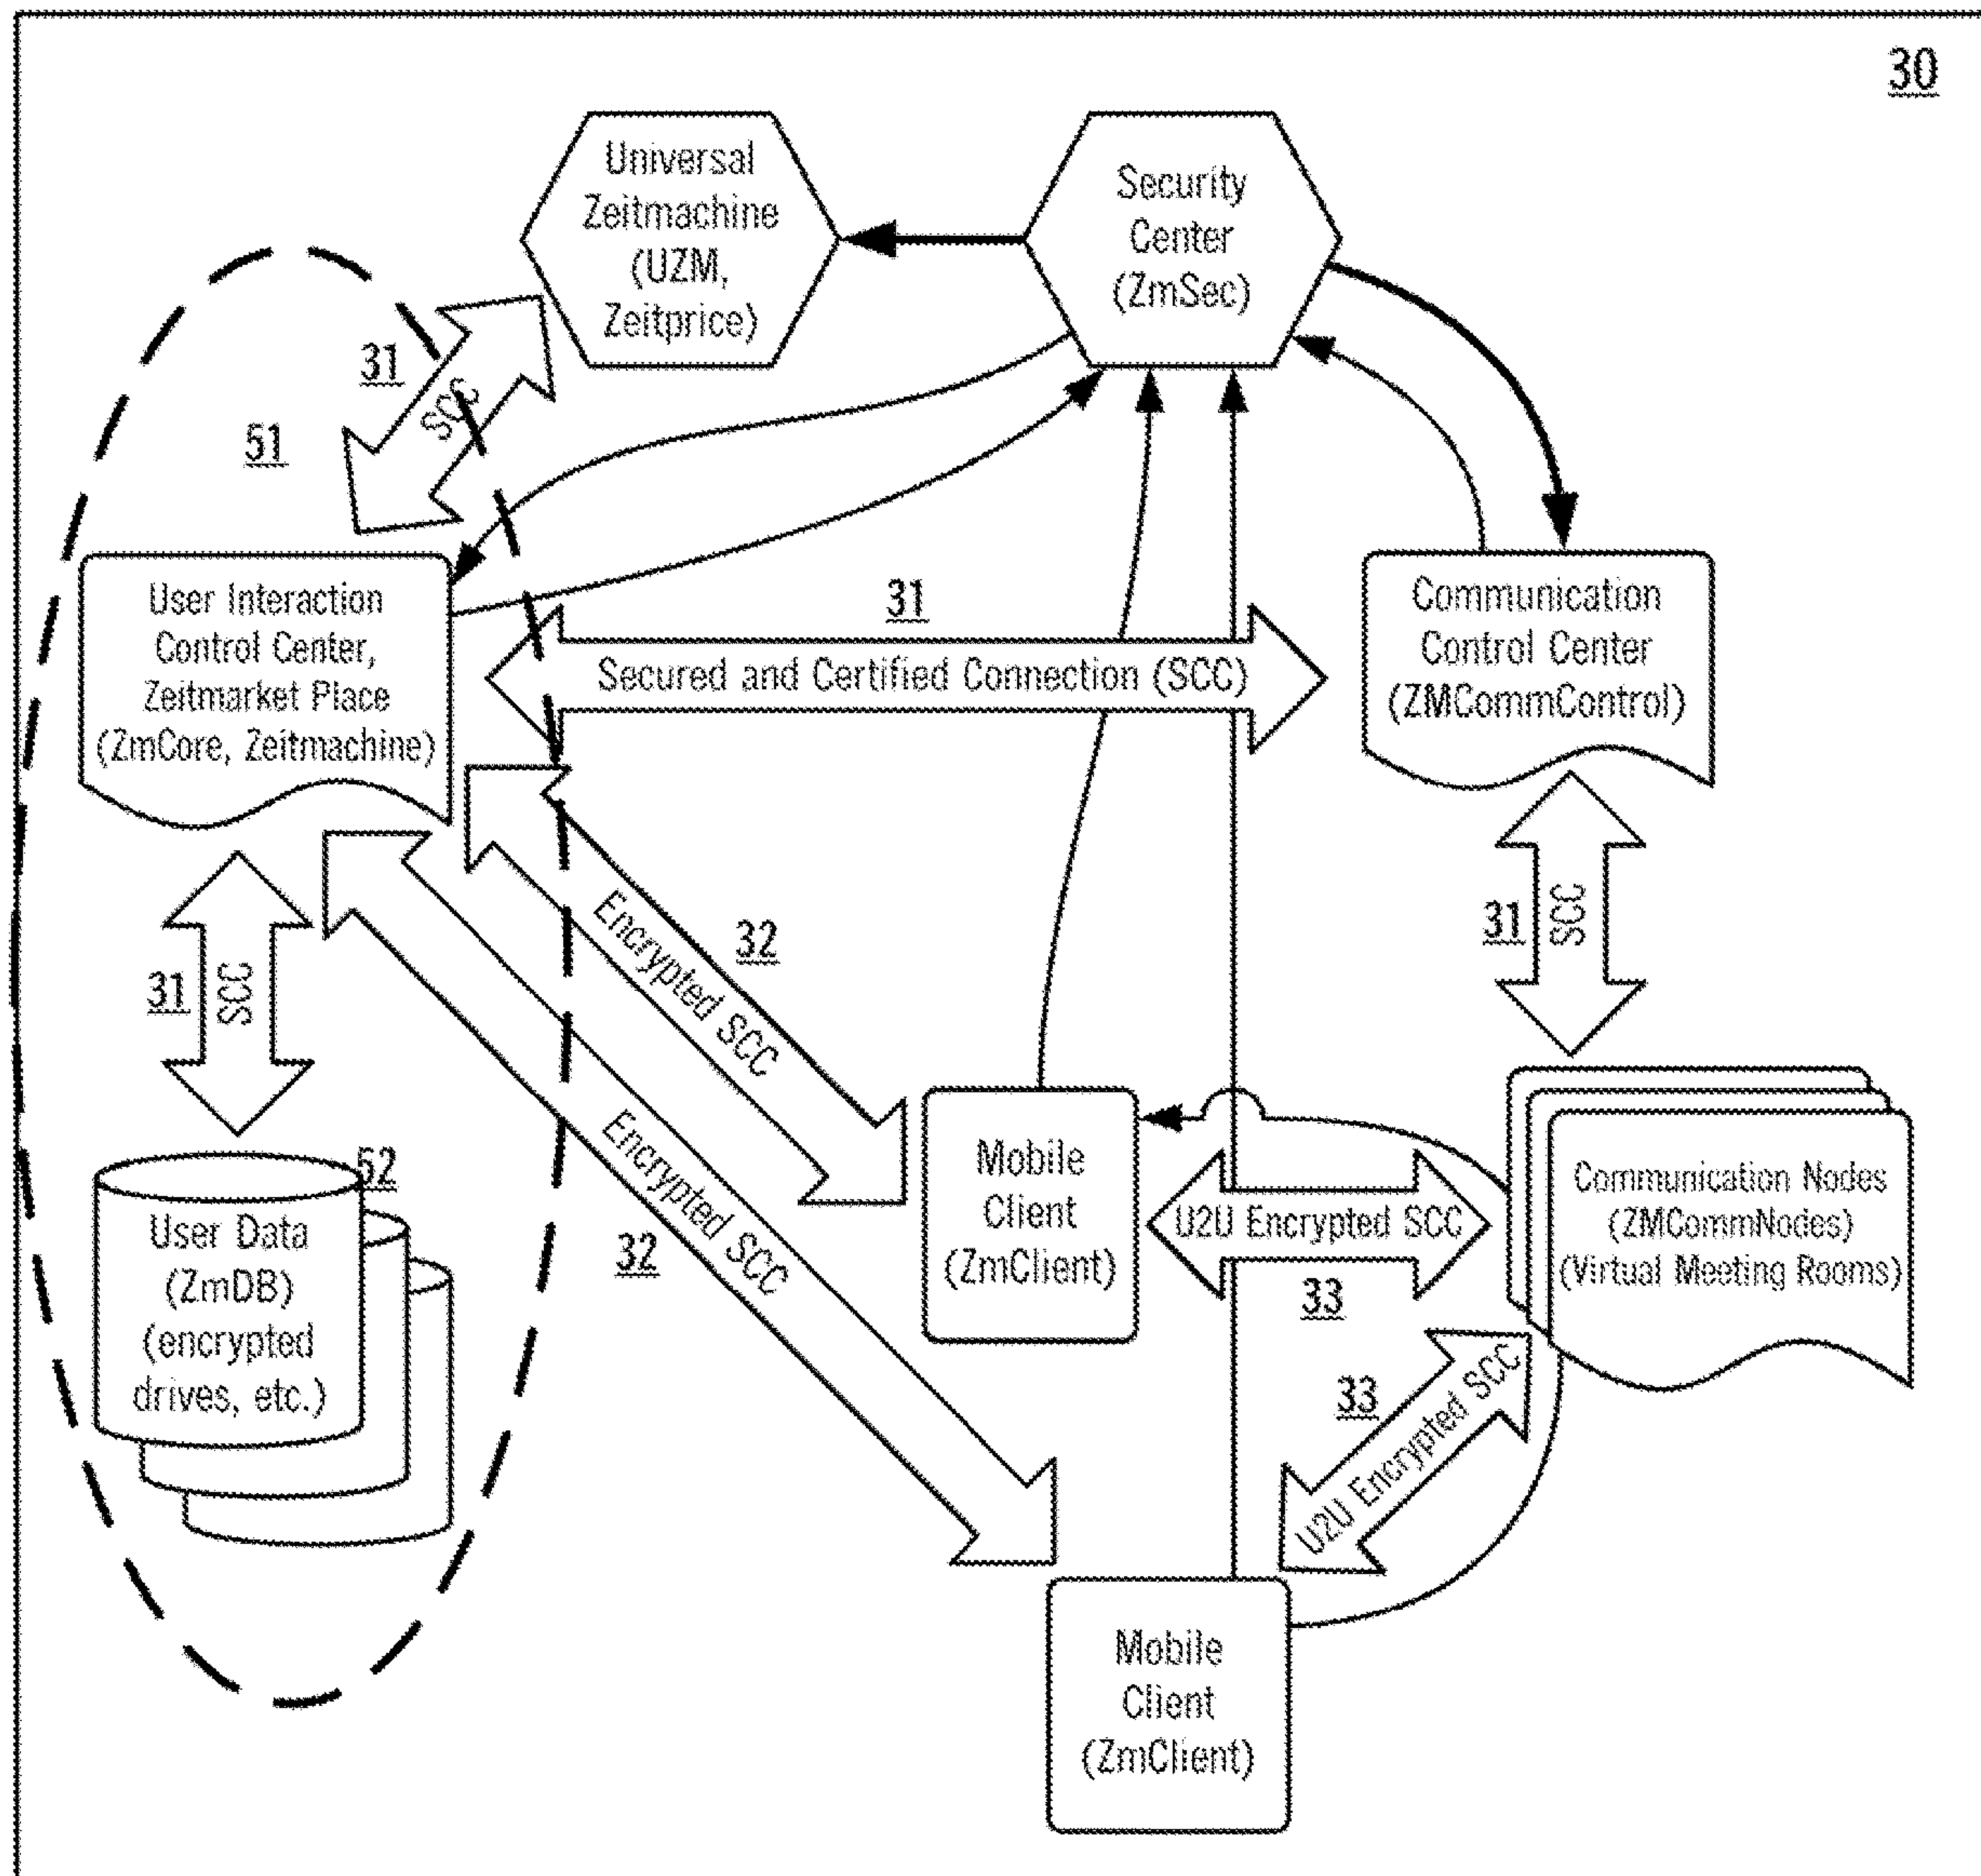 30
Universal
Zeitmachine
(UZM,
Zeitprice)
Security
Center
(ZmSec)
31
SCC
51
User Interaction
Control Center,
Zeitmarket Place
(ZmCore, Zeitmachine)
31
Secured and Certified Connection (SCC)
Communication
Control Center
(ZMCommControl)
31
SCC
32
Encrypted SCC
31
SCC
32
Encrypted SCC
52
User Data
(ZmDB)
(encrypted
drives, etc.)
Mobile
Client
(ZmClient)
U2U Encrypted SCC
33
Communication Nodes
(ZMCommNodes)
(Virtual Meeting Rooms)
33
U2U Encrypted SCC
Mobile
Client
(ZmClient)